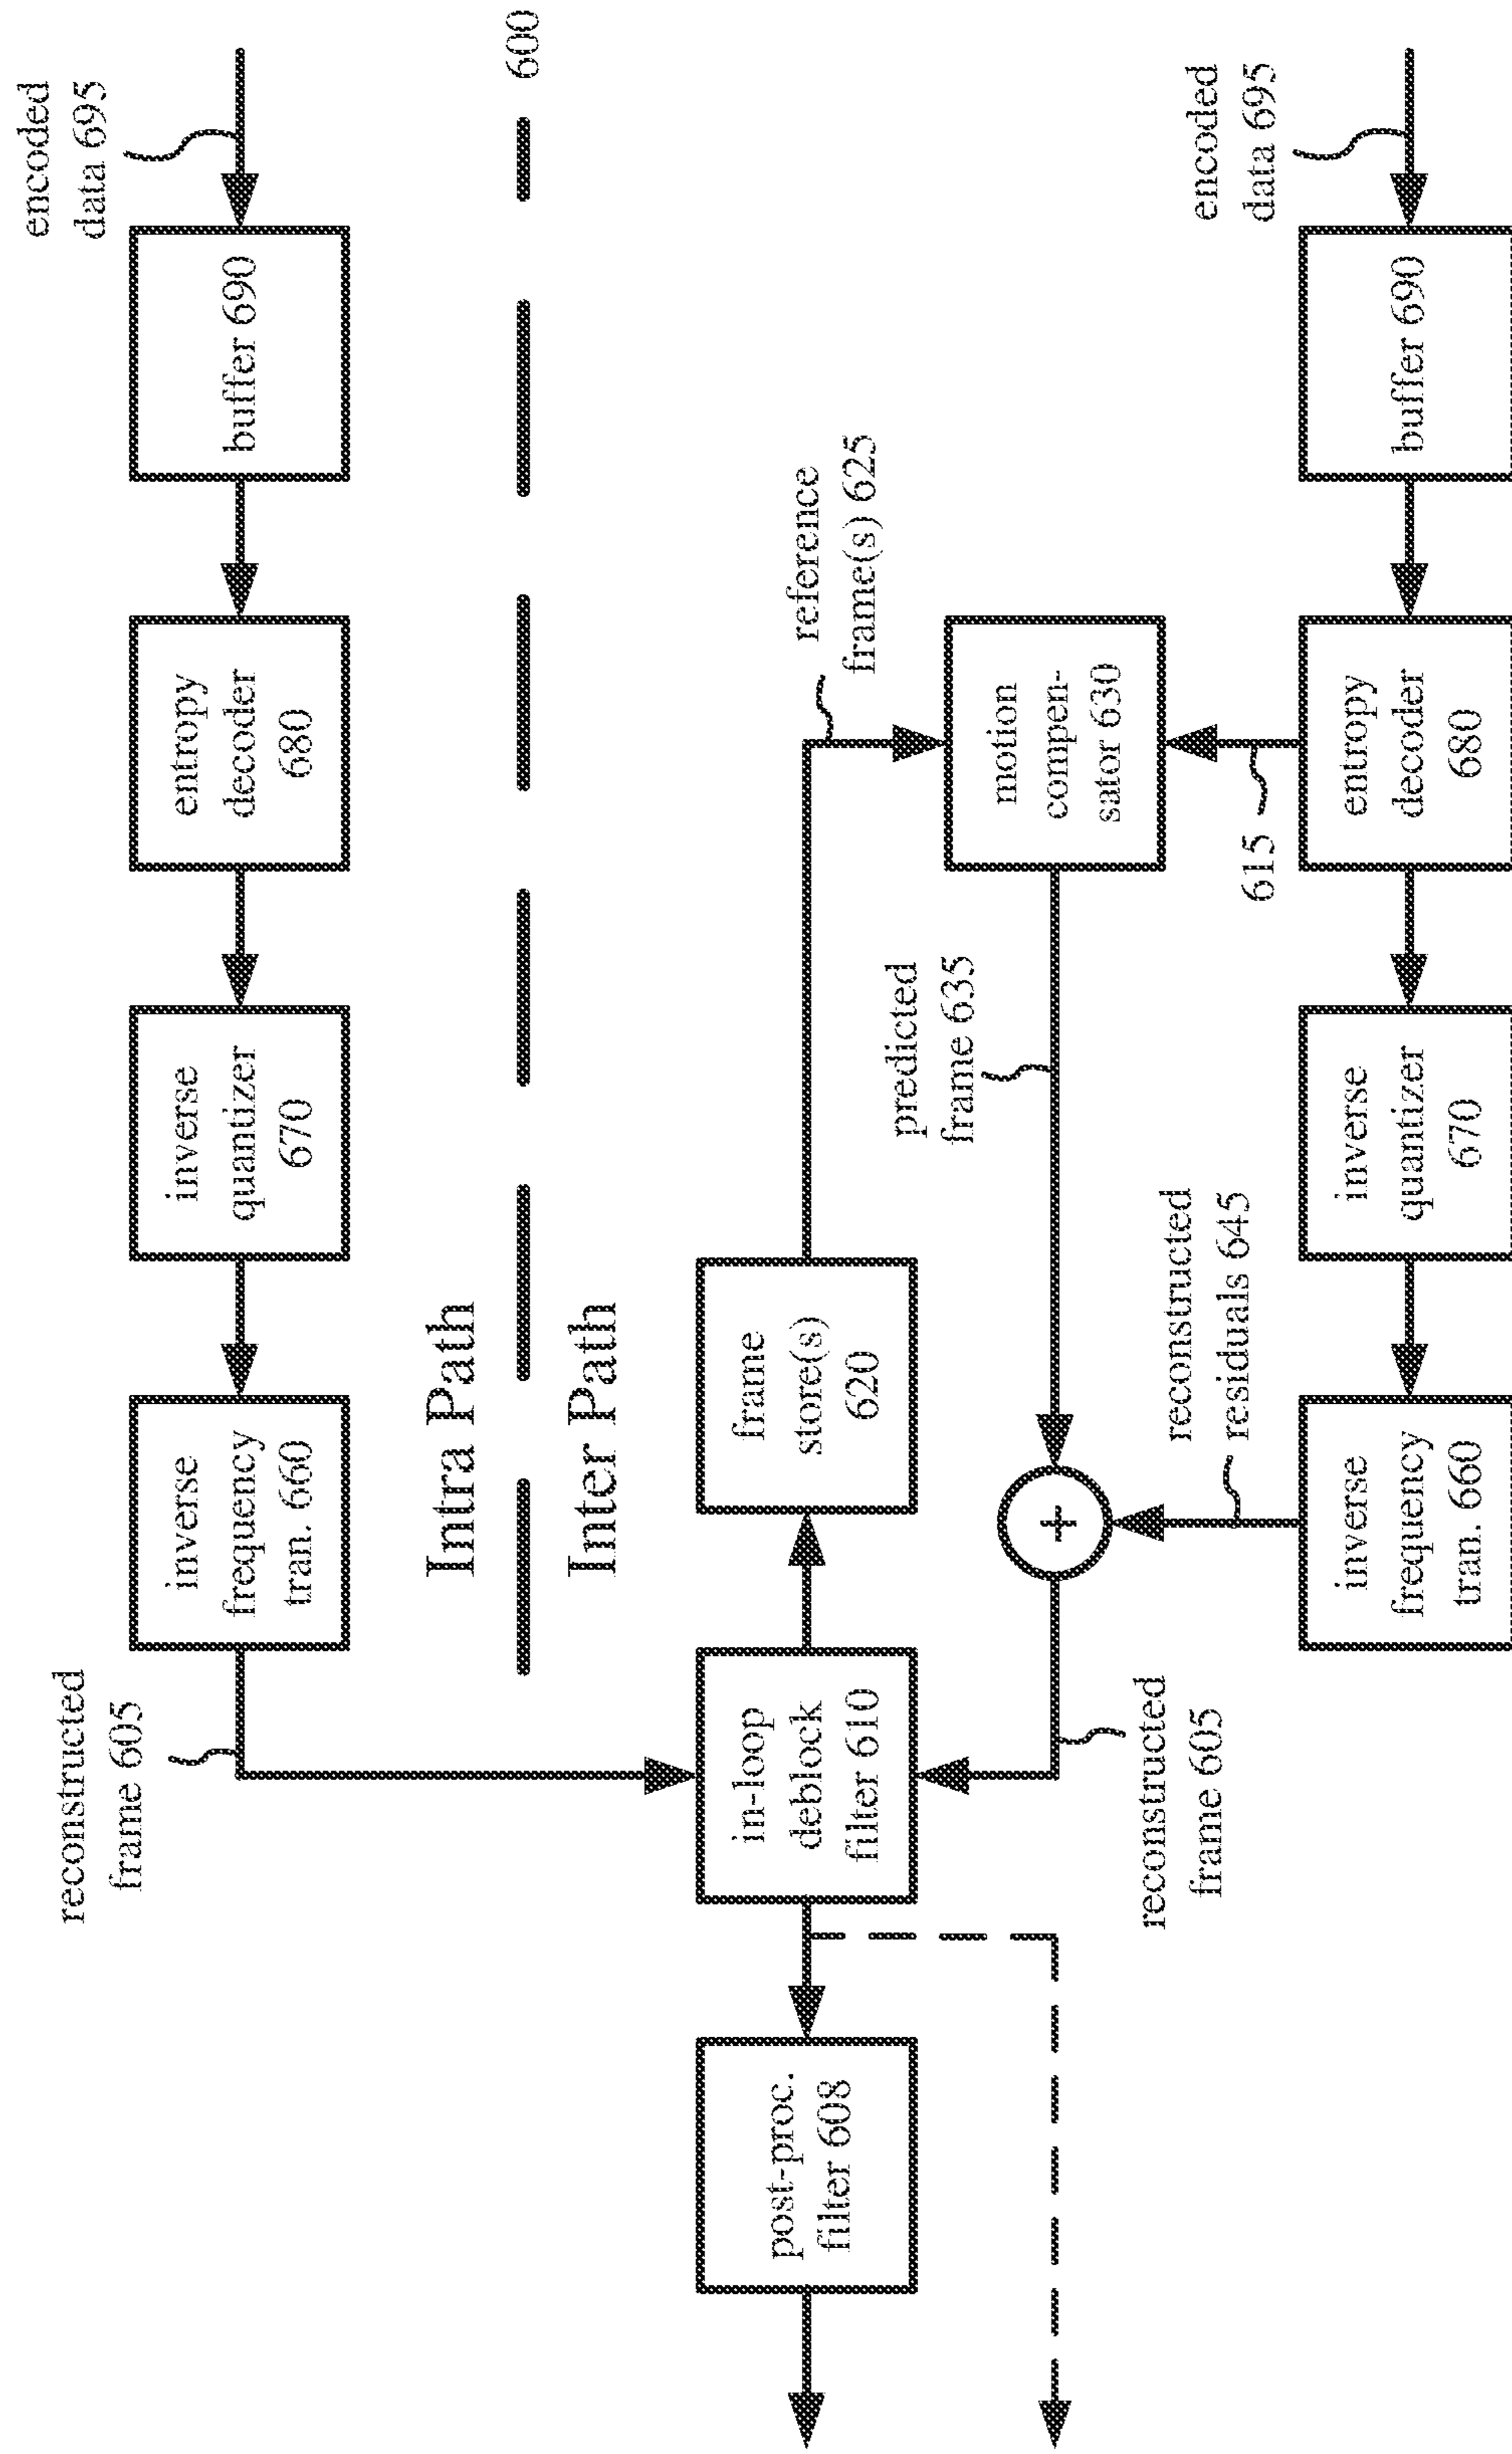 reconstructed
frame 605
encoded
data 695
inverse
frequency
tran. 660
inverse
quantizer
670
entropy
decoder
680
buffer 690
Intra Path
600
Inter Path
post-proc.
filter 608
in-loop
deblock
filter 610
frame
store(s)
620
reference
frame(s) 625
predicted
frame 635
+
motion
compen-
sator 630
reconstructed
frame 605
reconstructed
residuals 645
615
encoded
data 695
inverse
frequency
tran. 660
inverse
quantizer
670
entropy
decoder
680
buffer 690